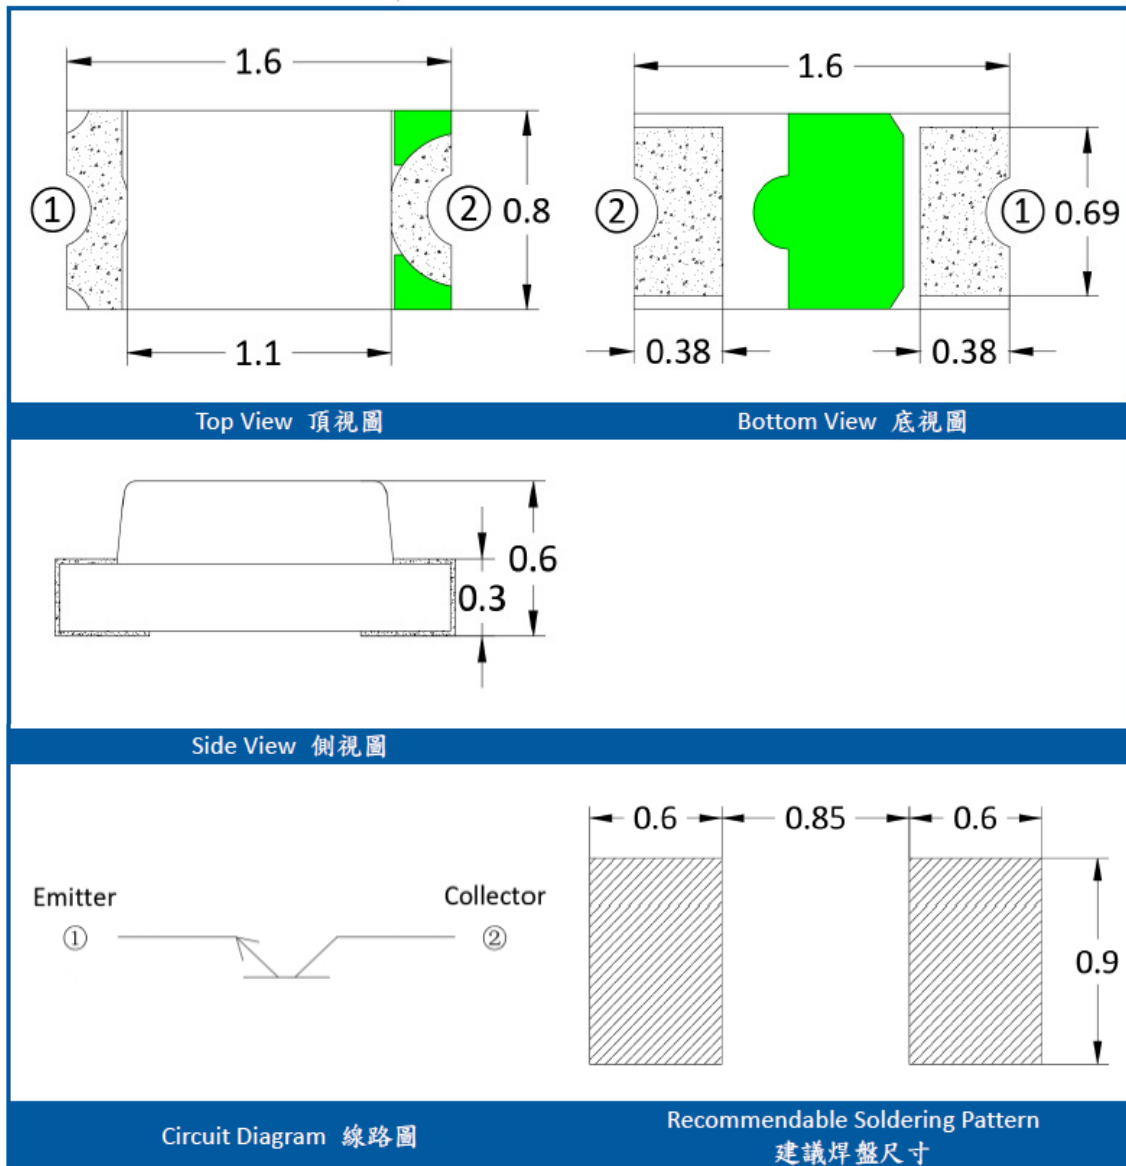 1.6
1.6
① ② 0.8
② ① 0.69
1.1
0.38 0.38
Top View 頂視圖
Bottom View 底視圖
0.6
0.3
Side View 側視圖
0.6 0.85 0.6
Emitter
①
Collector
②
0.9
Circuit Diagram 線路圖
Recommendable Soldering Pattern
建議焊盤尺寸